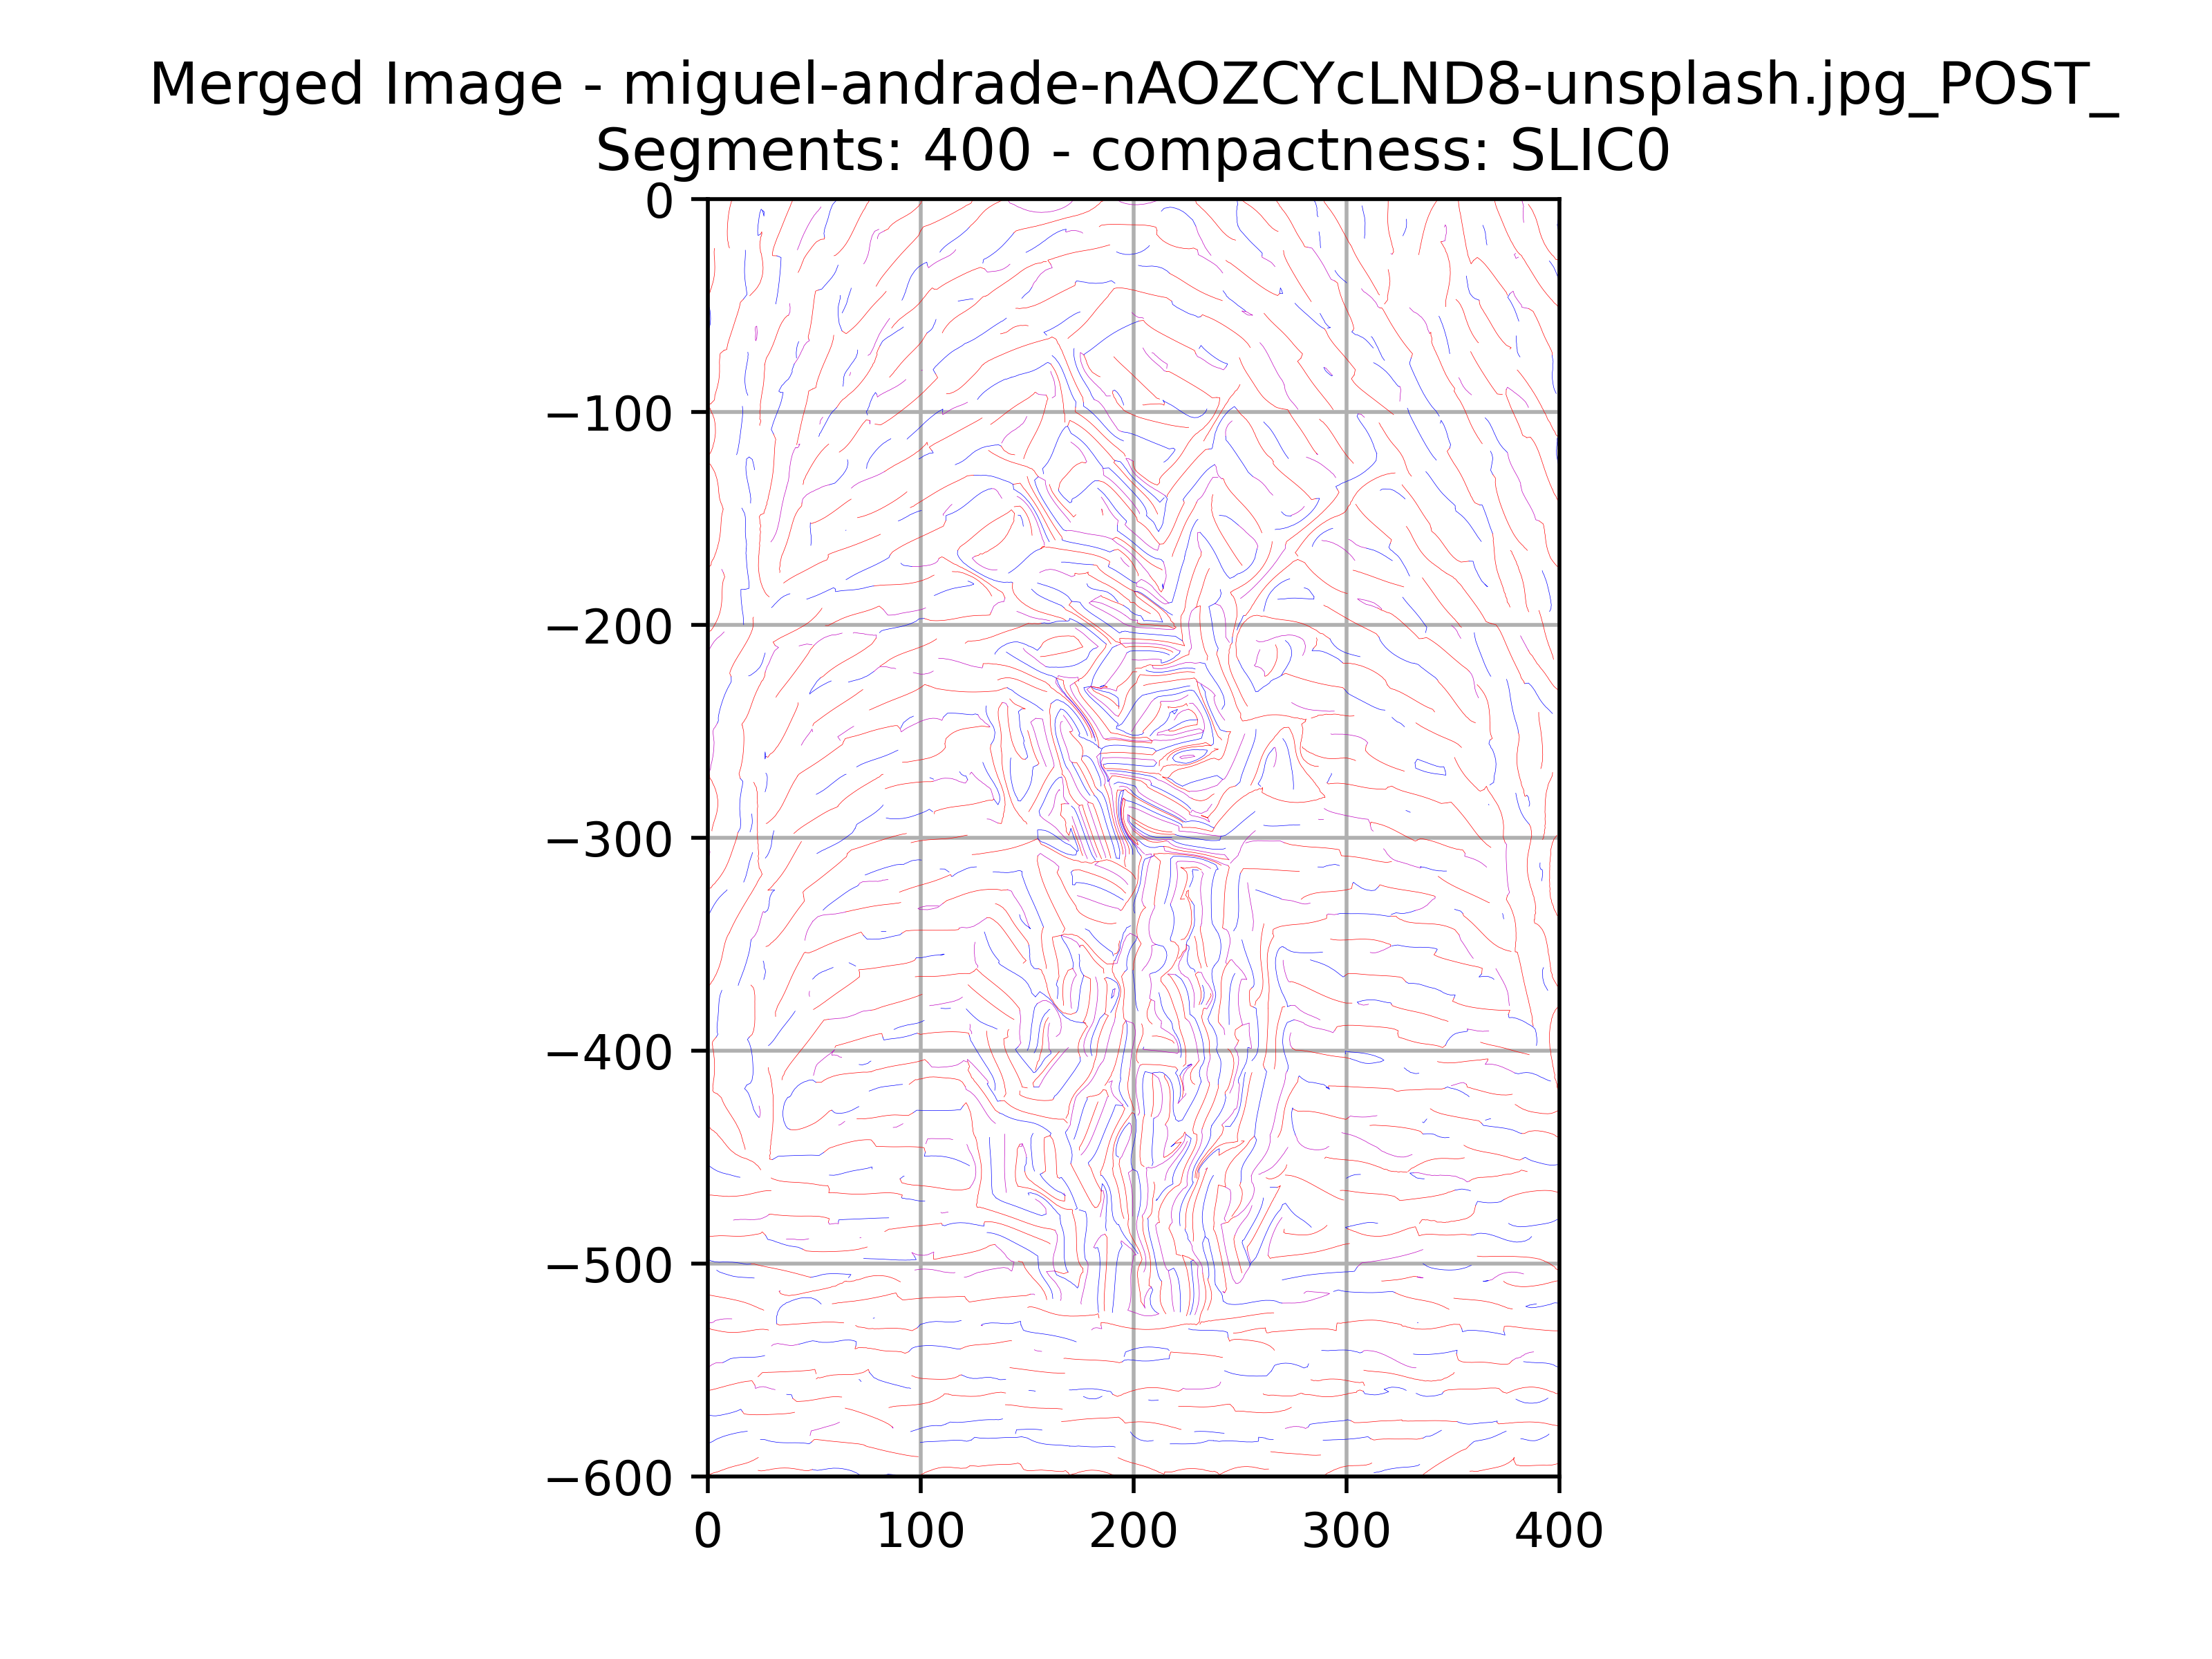 Merged Image - miguel-andrade-nAOZCYcLND8-unsplash.jpg_POST_
Segments: 400 - compactness: SLIC0
0
−100
−200
−300
−400
−500
−600
0 100 200 300 400